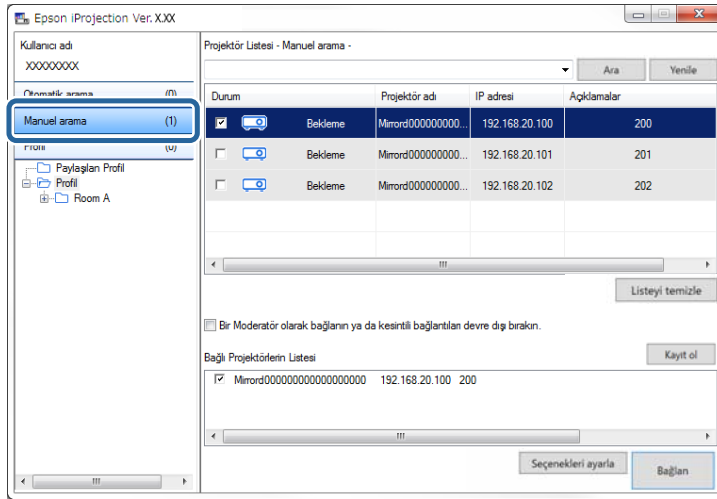 Epson iProjection Ver. X.XX
Kullanıcı adı
XXXXXXXX
Otomatik arama (0)
Manuel arama (1)
Profil (0)
Paylaşılan Profil
Profil
Room A
Projektör Listesi - Manuel arama -
Ara Yenile
Durum Projektör adı IP adresi Açıklamalar
Bekleme Mirrord000000000... 192.168.20.100 200
Bekleme Mirrord000000000... 192.168.20.101 201
Bekleme Mirrord000000000... 192.168.20.102 202
Listeyi temizle
Bir Moderatör olarak bağlanın ya da kesintili bağlantıları devre dışı bırakın.
Bağlı Projektörlerin Listesi
Kayıt ol
Mirrord000000000000000000 192.168.20.100 200
Seçenekleri ayarla
Bağlan